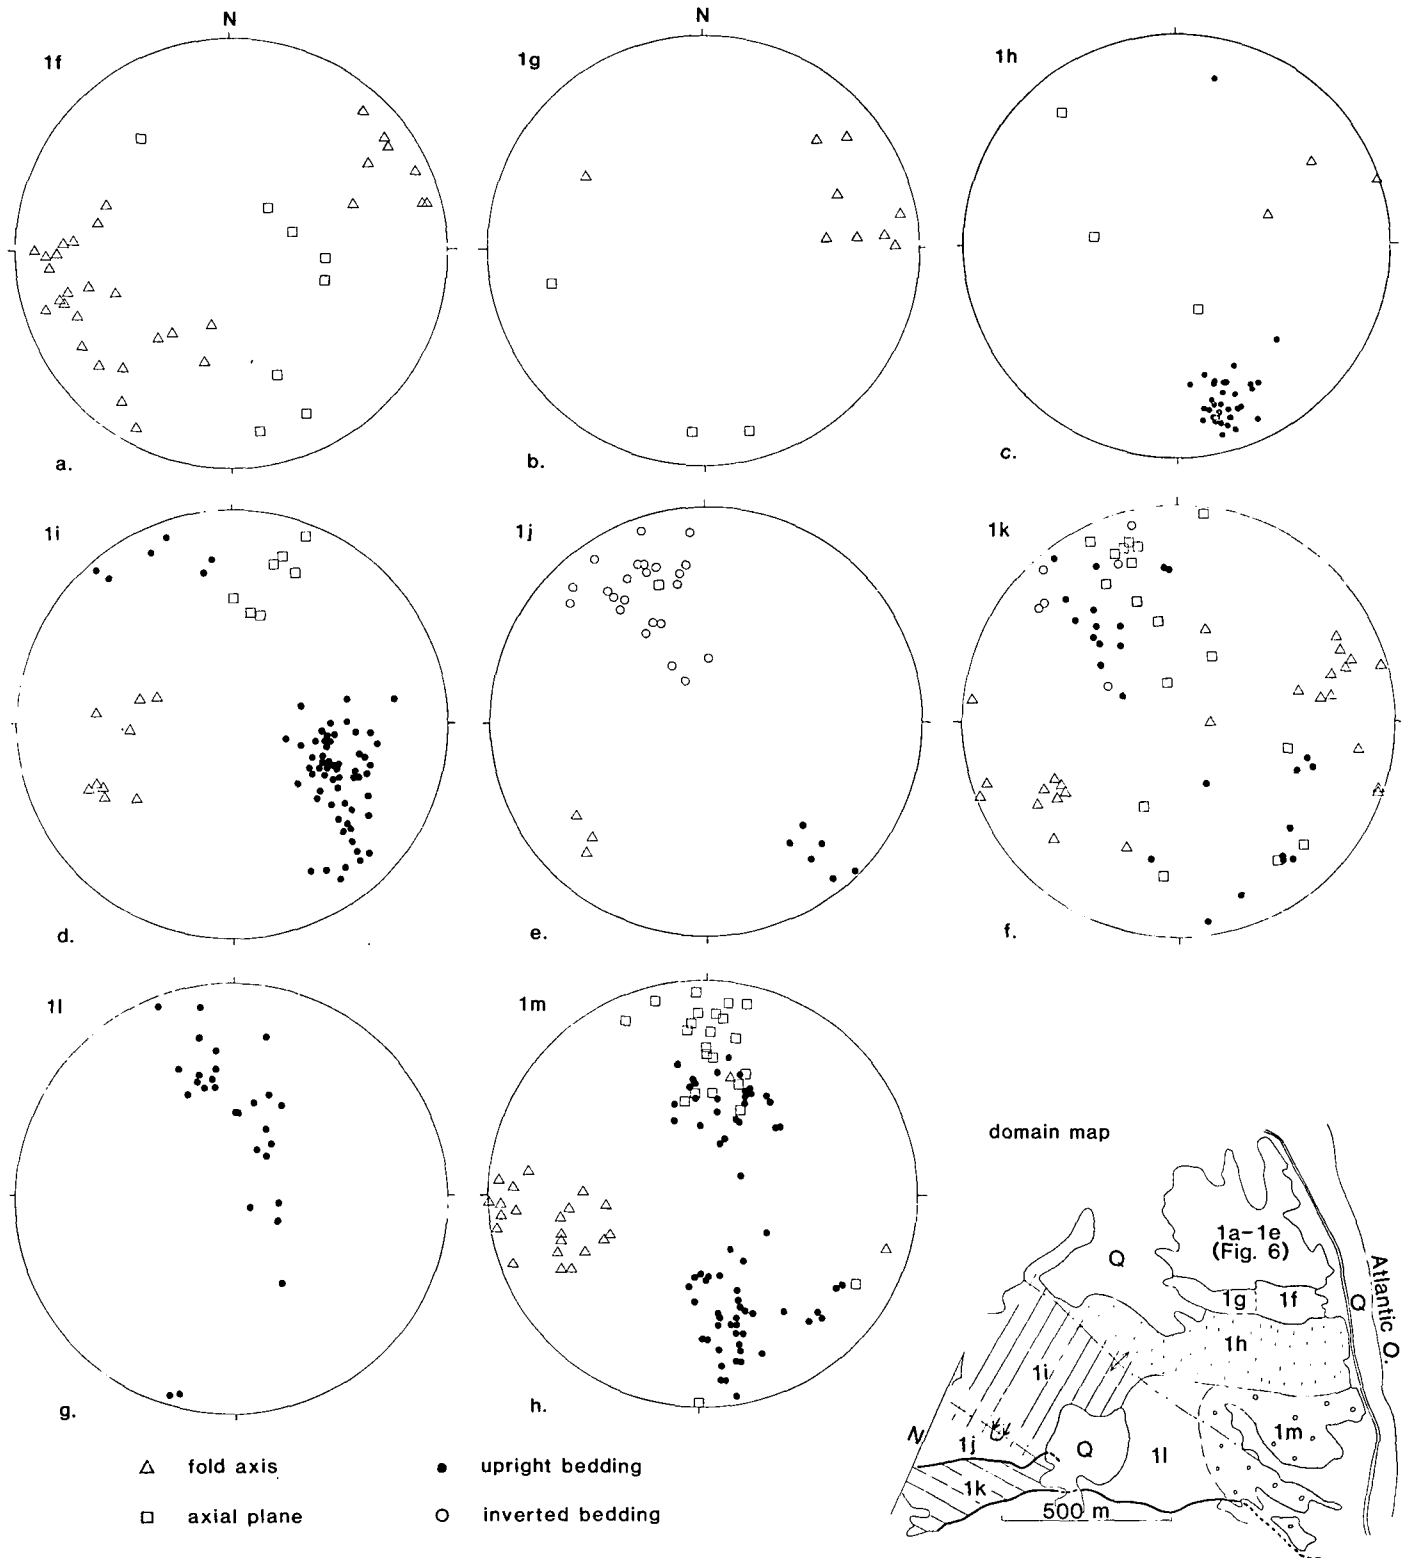 N
N
1f
1g
1h
a.
b.
c.
1i
1j
1k
d.
e.
f.
1l
1m
g.
h.
domain map
1a-1e
(Fig. 6)
Q
1g
1f
Q
Atlantic O.
1h
1i
1m
N
1j
Q
1l
1k
500 m
fold axis
upright bedding
axial plane
inverted bedding